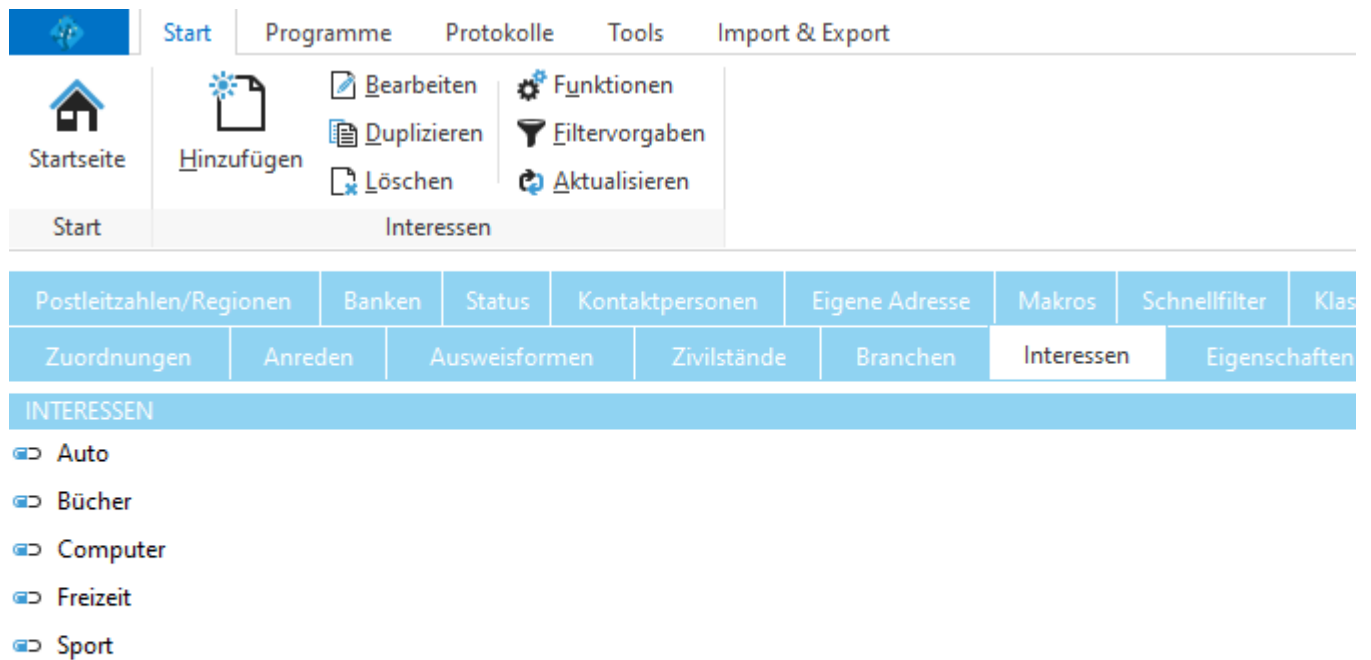 Start Programme Protokolle Tools Import & Export
Bearbeiten Funktionen
Duplizieren Filtervorgaben
Startseite Hinzufügen
Löschen Aktualisieren
Start Interessen
Postleitzahlen/Regionen Banken Status Kontaktpersonen Eigene Adresse Makros Schnellfilter Klas
Zuordnungen Anreden Ausweisformen Zivilstände Branchen Interessen Eigenschaften
INTERESSEN
Auto
Bücher
Computer
Freizeit
Sport